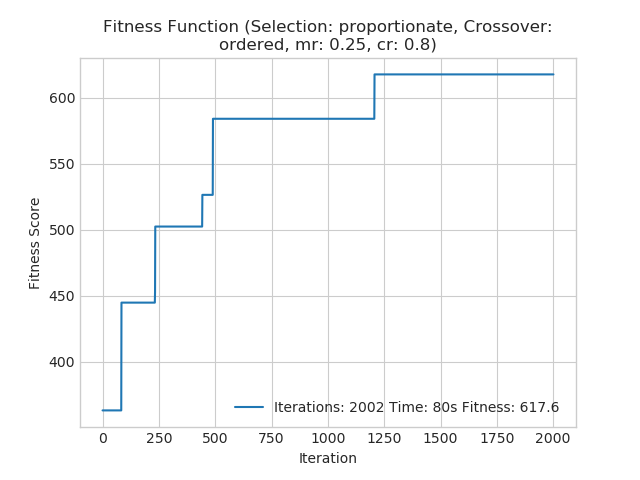 Fitness Function (Selection: proportionate, Crossover:
ordered, mr: 0.25, cr: 0.8)
Fitness Score
600
550
500
450
400
Iterations: 2002 Time: 80s Fitness: 617.6
0 250 500 750 1000 1250 1500 1750 2000
Iteration